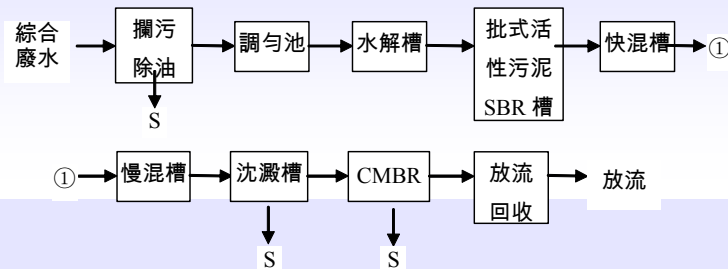 綜合
廢水
攔污
除油
調勻池
水解槽
批式活
性污泥
SBR 槽
快混槽
①
S
①
慢混槽
沈澱槽
CMBR
放流
回收
放流
S
S